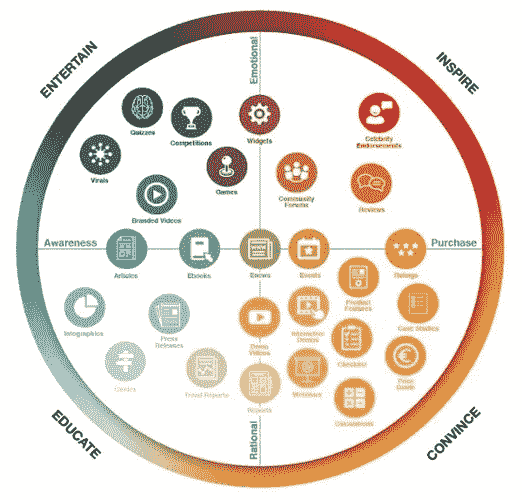 ENTERTAIN
INSPIRE
Emotional
Quizzes
Competitions
Widgets
Celebrity
Endorsements
Virals
Games
Community
Forums
Reviews
Branded Videos
Awareness
Purchase
Articles
Ebooks
Enews
Events
Ratings
Product
Features
Infographics
Press
Releases
Demo
Videos
Interactive
Demos
Case Studies
Checklist
Guides
Trend Reports
Reports
Webinars
Price
Guide
Calculators
Rational
EDUCATE
CONVINCE